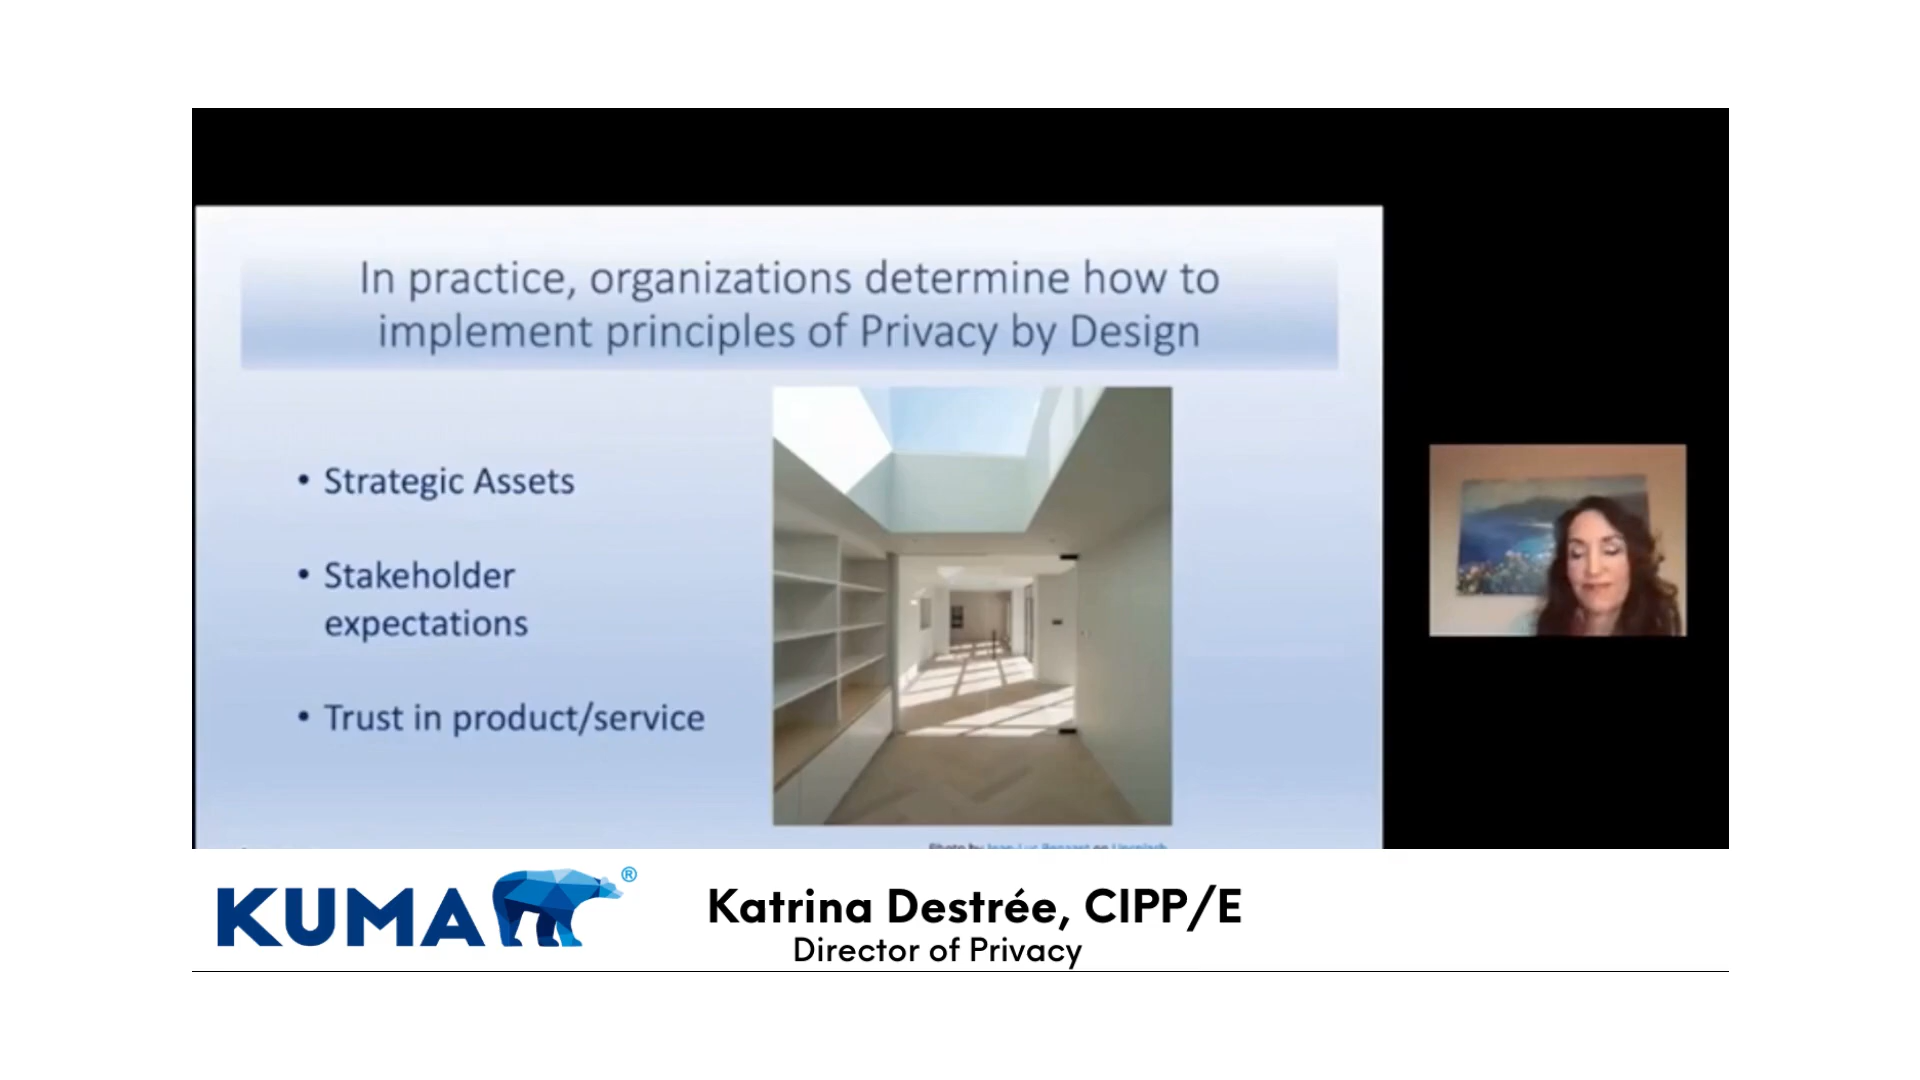 In practice, organizations determine how to
implement principles of Privacy by Design
• Strategic Assets
• Stakeholder
expectations
• Trust in product/service
KUMA®
Katrina Destrée, CIPP/E
Director of Privacy